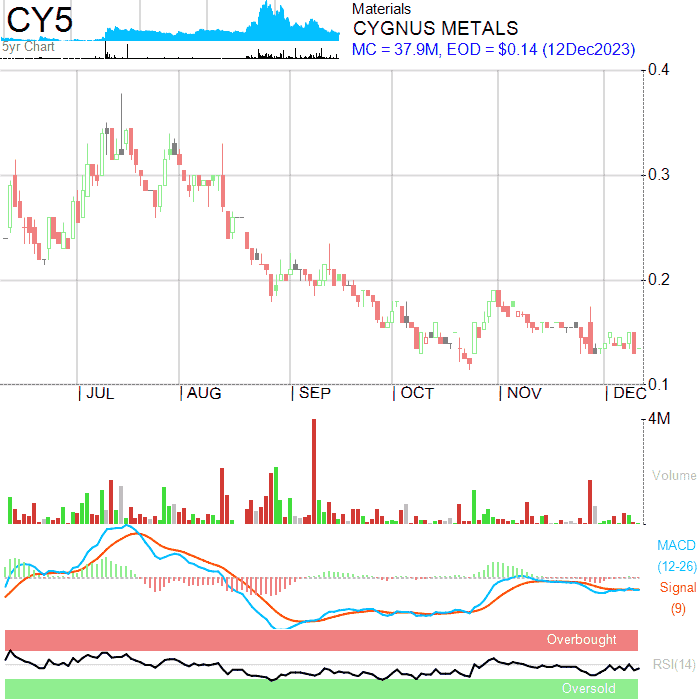 CY5
5yr Chart
Materials
CYGNUS METALS
MC = 37.9M, EOD = $0.14 (12Dec2023)
0.4
0.3
0.2
0.1
JUL
AUG
SEP
OCT
NOV
DEC
4M
Volume
MACD
(12-26)
Signal
(9)
Overbought
RSI(14)
Oversold